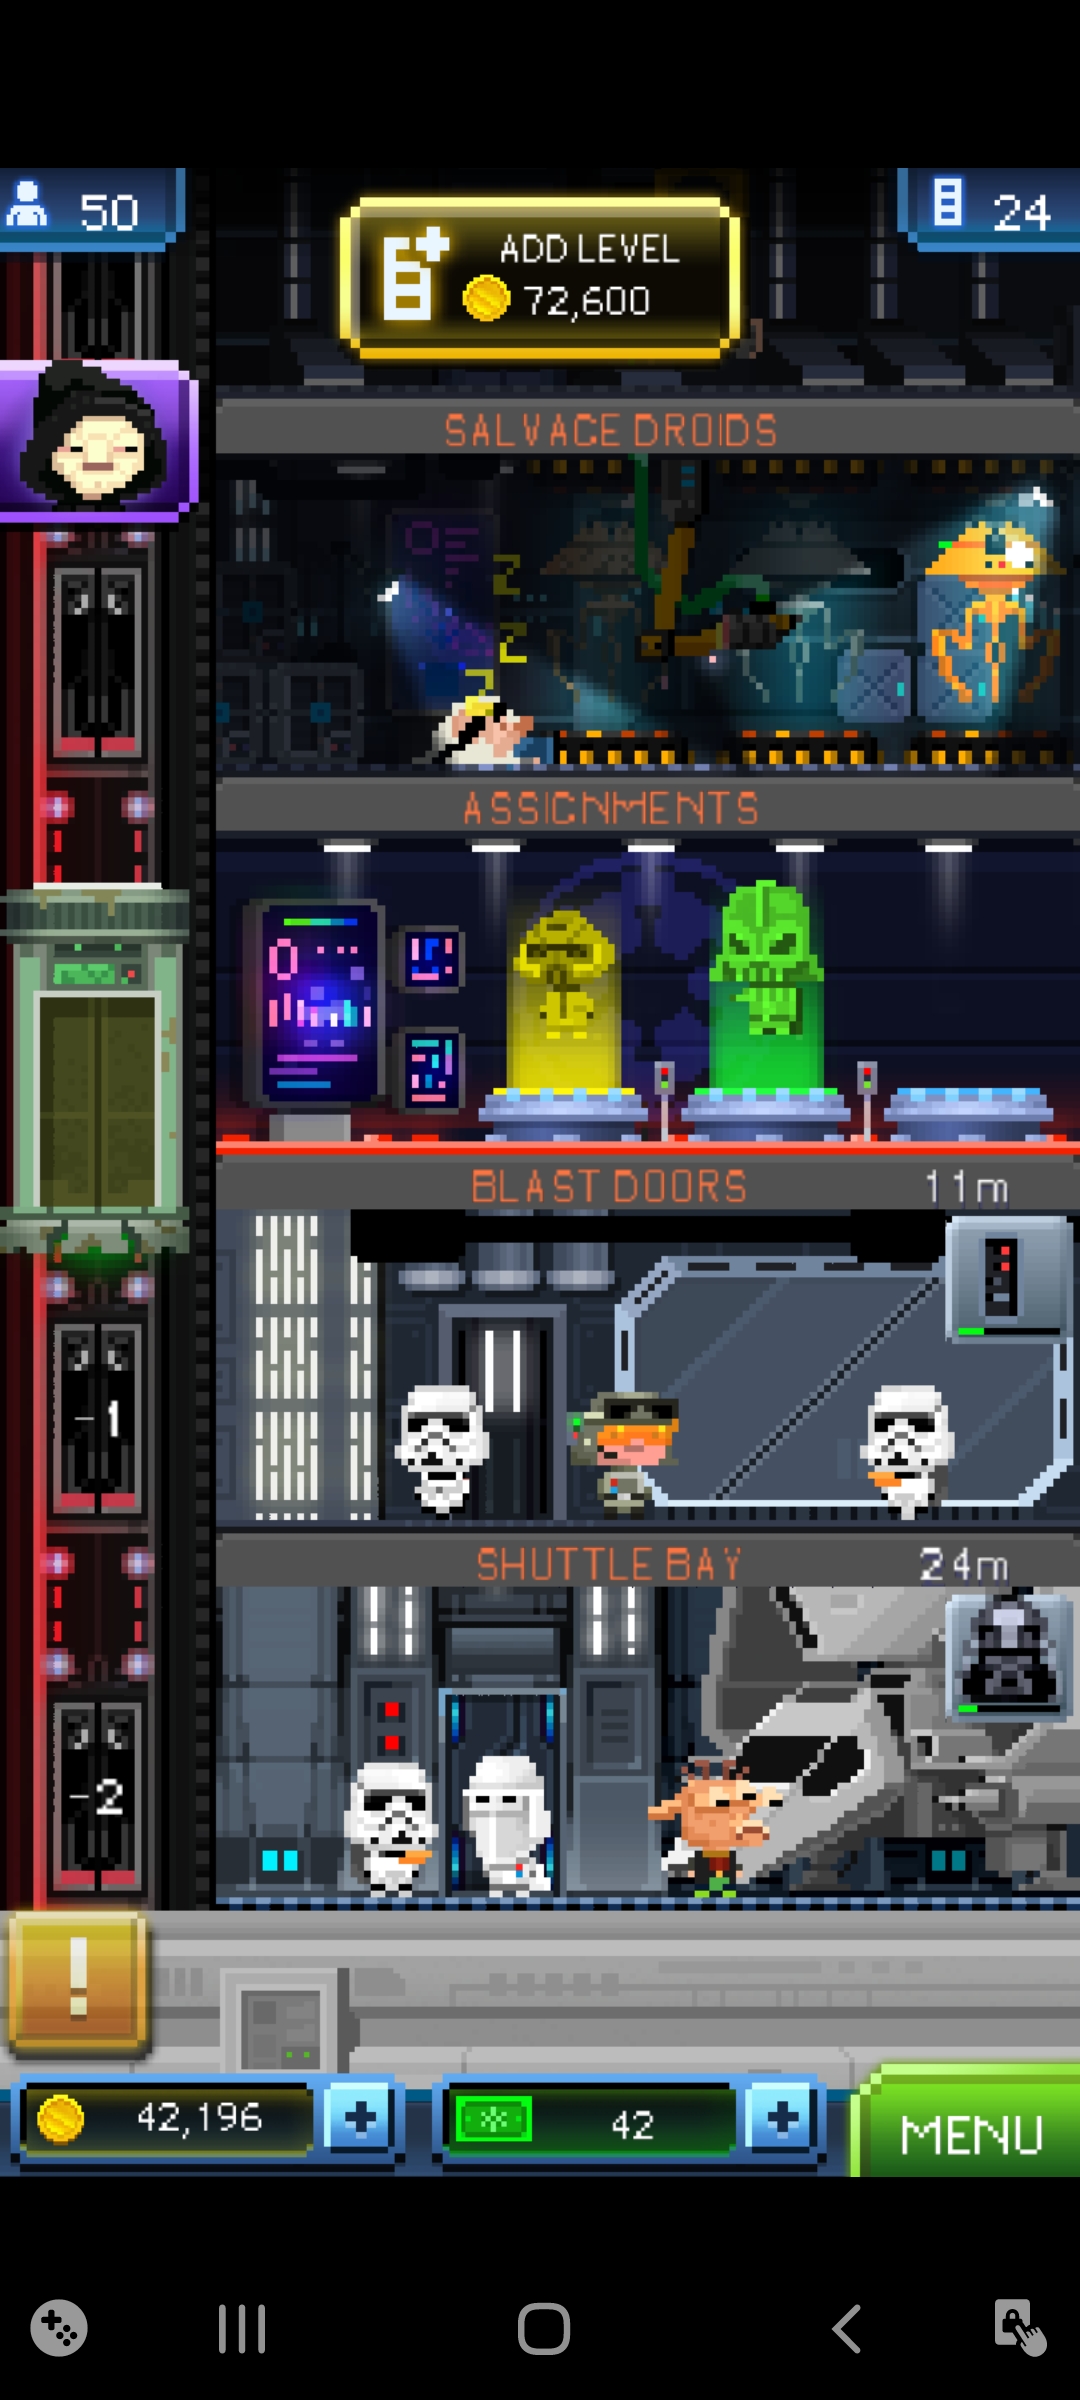 50
ADD LEVEL
72,600
24
SALVAGE DROIDS
Z
Z
Z
ASSIGNMENTS
BLAST DOORS 11m
-1
SHUTTLE BAY 24m
-2
!
42,196 +
42 +
MENU